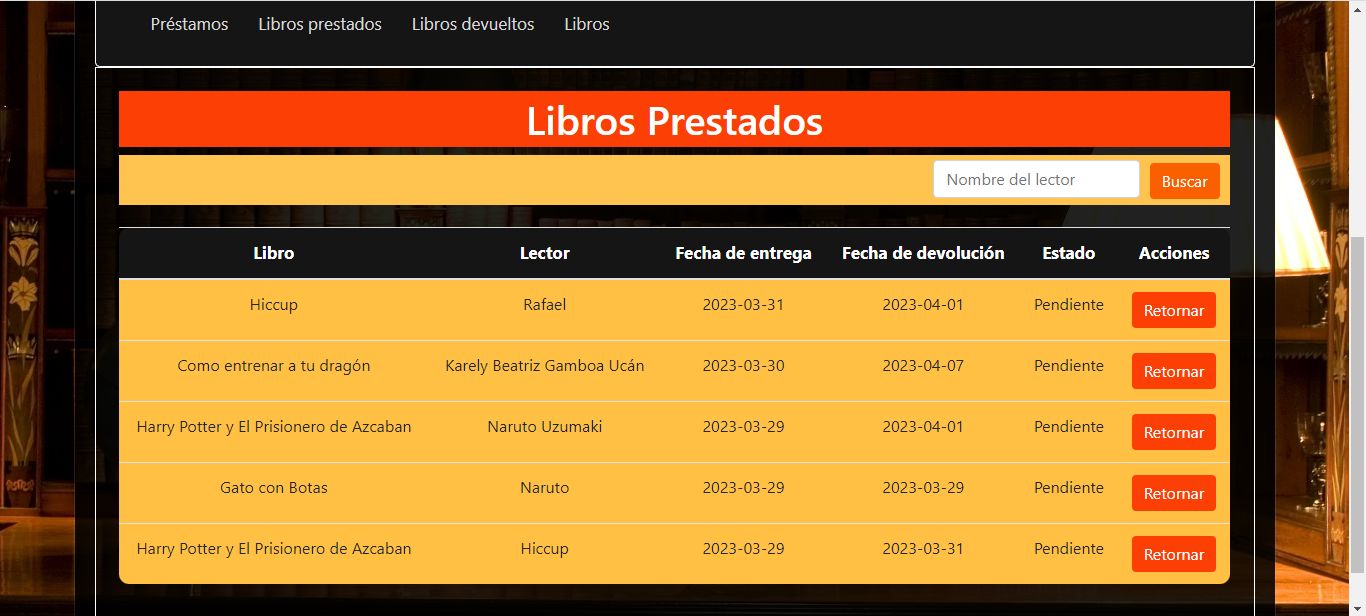 Préstamos Libros prestados Libros devueltos Libros
Libros Prestados
Nombre del lector Buscar
Libro Lector Fecha de entrega Fecha de devolución Estado Acciones
Hiccup Rafael 2023-03-31 2023-04-01 Pendiente Retornar
Como entrenar a tu dragón Karely Beatriz Gamboa Ucán 2023-03-30 2023-04-07 Pendiente Retornar
Harry Potter y El Prisionero de Azcaban Naruto Uzumaki 2023-03-29 2023-04-01 Pendiente Retornar
Gato con Botas Naruto 2023-03-29 2023-03-29 Pendiente Retornar
Harry Potter y El Prisionero de Azcaban Hiccup 2023-03-29 2023-03-31 Pendiente Retornar